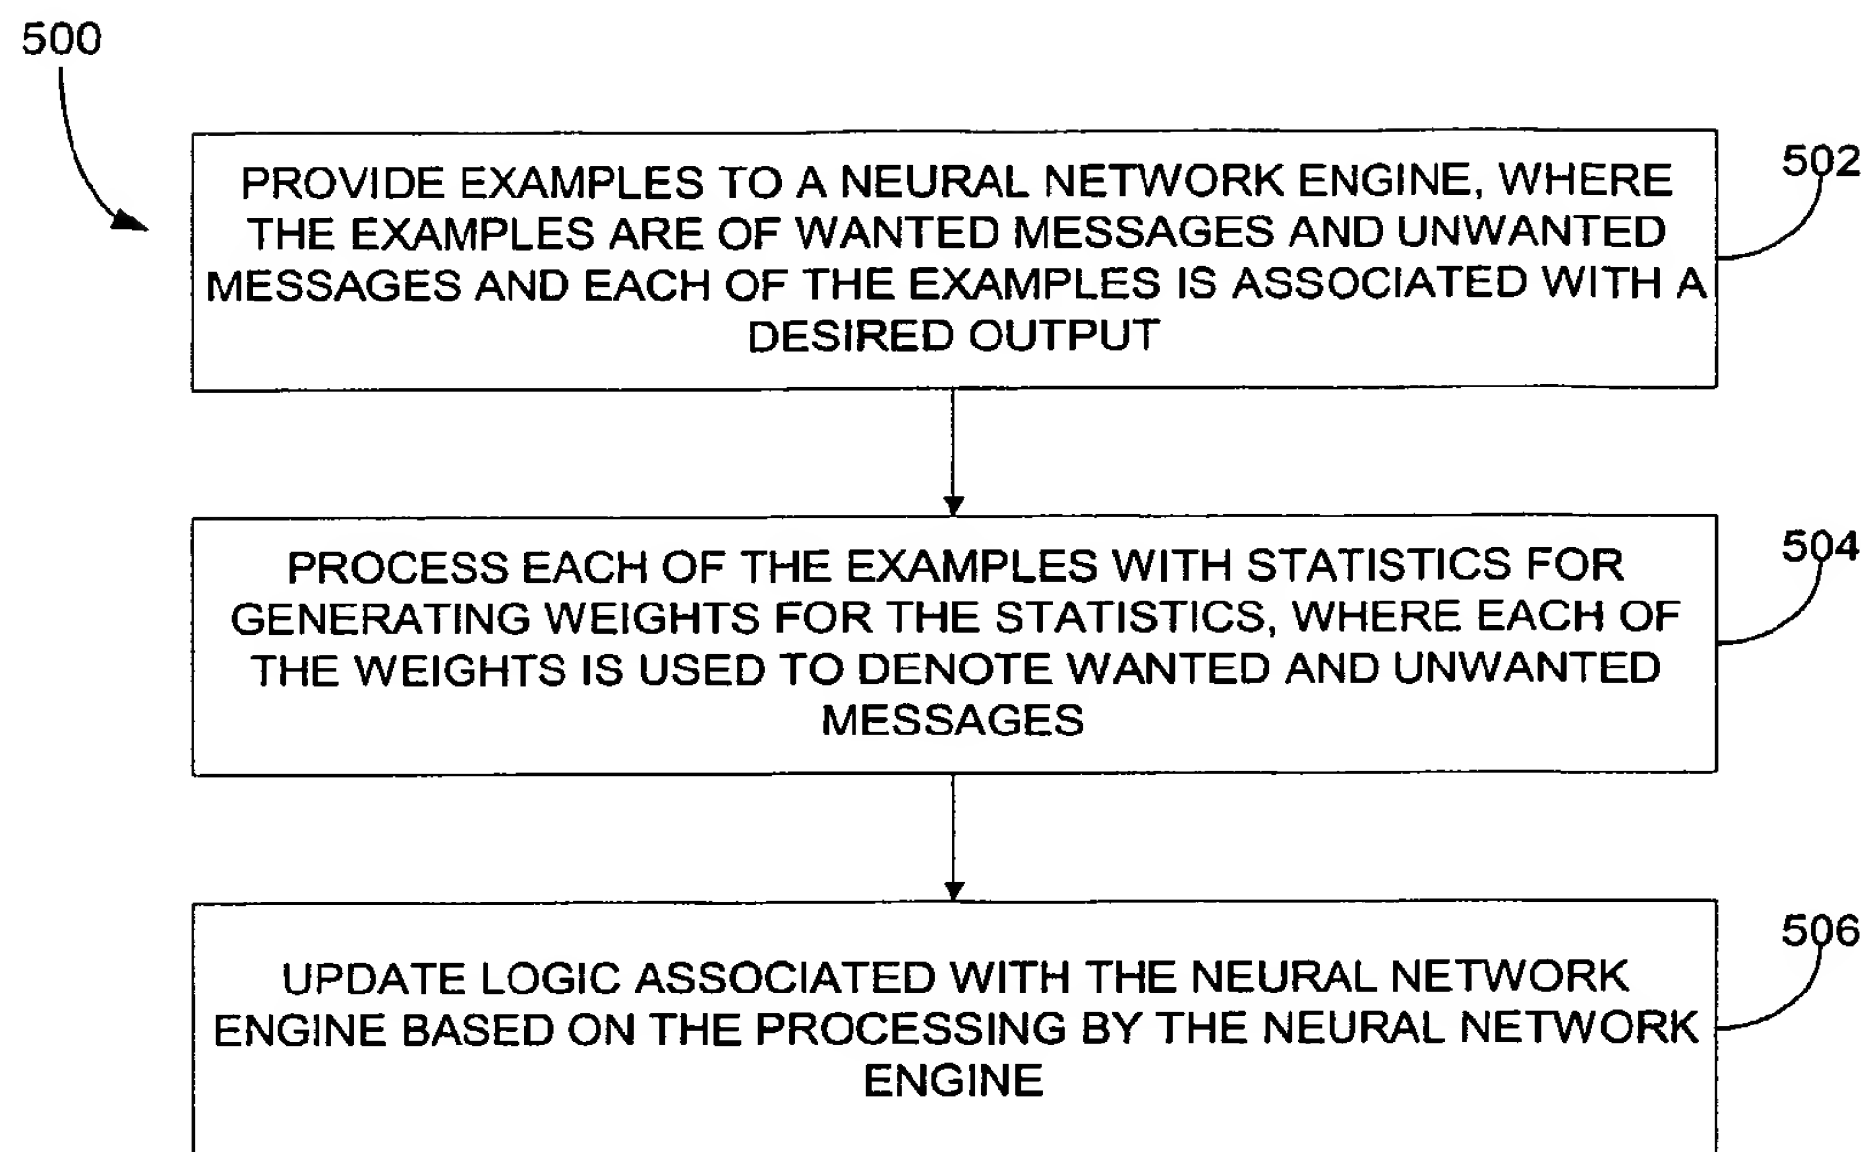 500
PROVIDE EXAMPLES TO A NEURAL NETWORK ENGINE, WHERE
THE EXAMPLES ARE OF WANTED MESSAGES AND UNWANTED
MESSAGES AND EACH OF THE EXAMPLES IS ASSOCIATED WITH A
DESIRED OUTPUT
502
PROCESS EACH OF THE EXAMPLES WITH STATISTICS FOR
GENERATING WEIGHTS FOR THE STATISTICS, WHERE EACH OF
THE WEIGHTS IS USED TO DENOTE WANTED AND UNWANTED
MESSAGES
504
UPDATE LOGIC ASSOCIATED WITH THE NEURAL NETWORK
ENGINE BASED ON THE PROCESSING BY THE NEURAL NETWORK
ENGINE
506